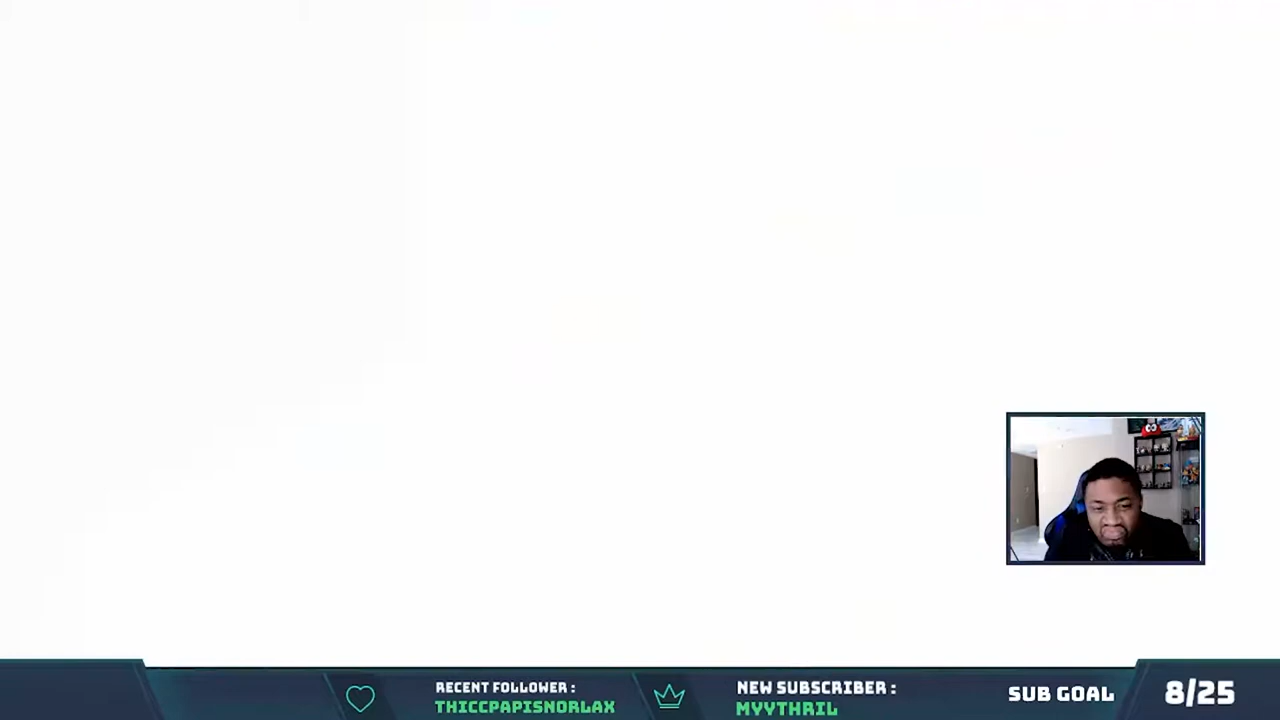 RECENT FOLLOWER :
THICCPAPISNORLAX
NEW SUBSCRIBER :
MYYTHRIL
SUB GOAL
8/25